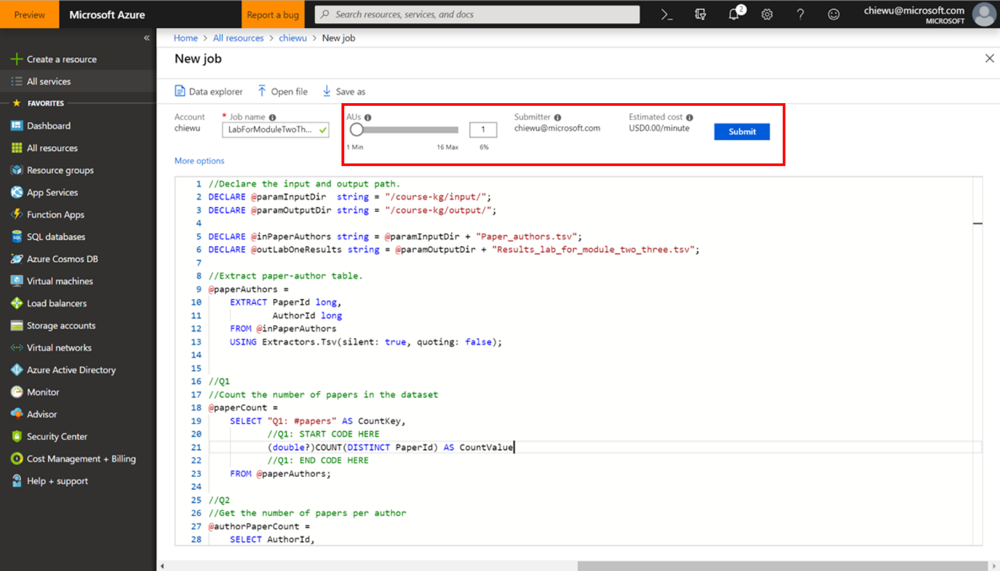 Preview
Microsoft Azure
Report a bug
Search resources, services, and docs
2
chiewu@microsoft.com
MICROSOFT
Create a resource
All services
FAVORITES
Dashboard
All resources
Resource groups
App Services
Function Apps
SQL databases
Azure Cosmos DB
Virtual machines
Load balancers
Storage accounts
Virtual networks
Azure Active Directory
Monitor
Advisor
Security Center
Cost Management + Billing
Help + support
Home > All resources > chiewu > New job
New job
Data explorer Open file Save as
Account
chiewu
* Job name
LabForModuleTwoTh...
AUs
1
1 Min 16 Max 6%
Submitter
chiewu@microsoft.com
Estimated cost
USD0.00/minute
Submit
More options
1 //Declare the input and output path.
2 DECLARE @paramInputDir  string = "/course-kg/input/";
3 DECLARE @paramOutputDir string = "/course-kg/output/";
4
5 DECLARE @inPaperAuthors string = @paramInputDir + "Paper_authors.tsv";
6 DECLARE @outLabOneResults string = @paramOutputDir + "Results_lab_for_module_two_three.tsv";
7
8 //Extract paper-author table.
9 @paperAuthors =
10     EXTRACT PaperId long,
11             AuthorId long
12     FROM @inPaperAuthors
13     USING Extractors.Tsv(silent: true, quoting: false);
14
15
16 //Q1
17 //Count the number of papers in the dataset
18 @paperCount =
19     SELECT "Q1: #papers" AS CountKey,
20            //Q1: START CODE HERE
21            (double?)COUNT(DISTINCT PaperId) AS CountValue
22            //Q1: END CODE HERE
23     FROM @paperAuthors;
24
25 //Q2
26 //Get the number of papers per author
27 @authorPaperCount =
28     SELECT AuthorId,